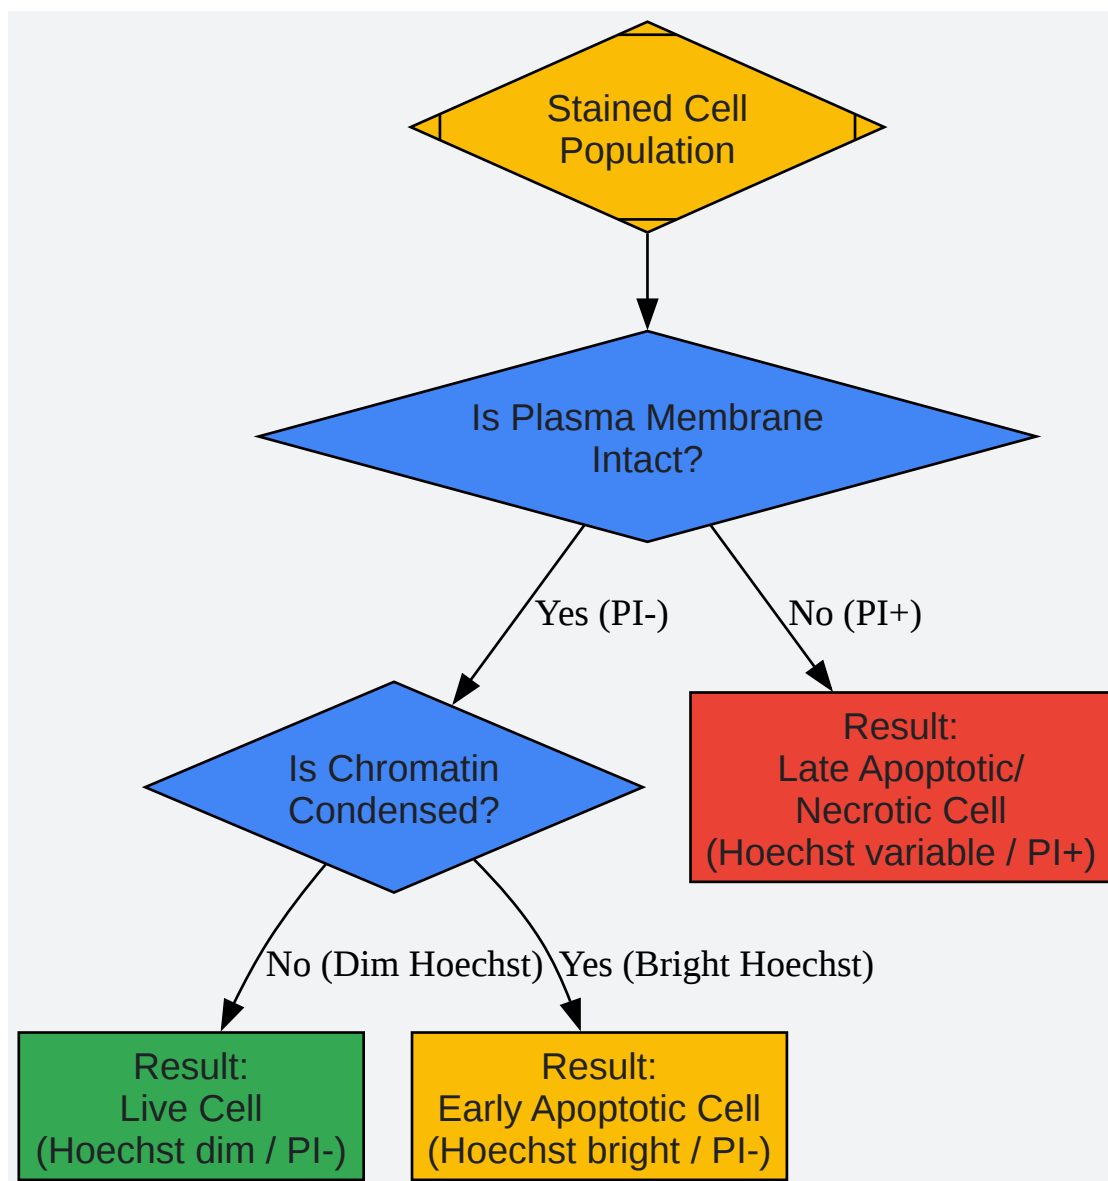 Stained Cell
Population
Is Plasma Membrane
Intact?
Yes (PI-)
No (PI+)
Is Chromatin
Condensed?
Result:
Late Apoptotic/
Necrotic Cell
(Hoechst variable / PI+)
No (Dim Hoechst)
Yes (Bright Hoechst)
Result:
Live Cell
(Hoechst dim / PI-)
Result:
Early Apoptotic Cell
(Hoechst bright / PI-)